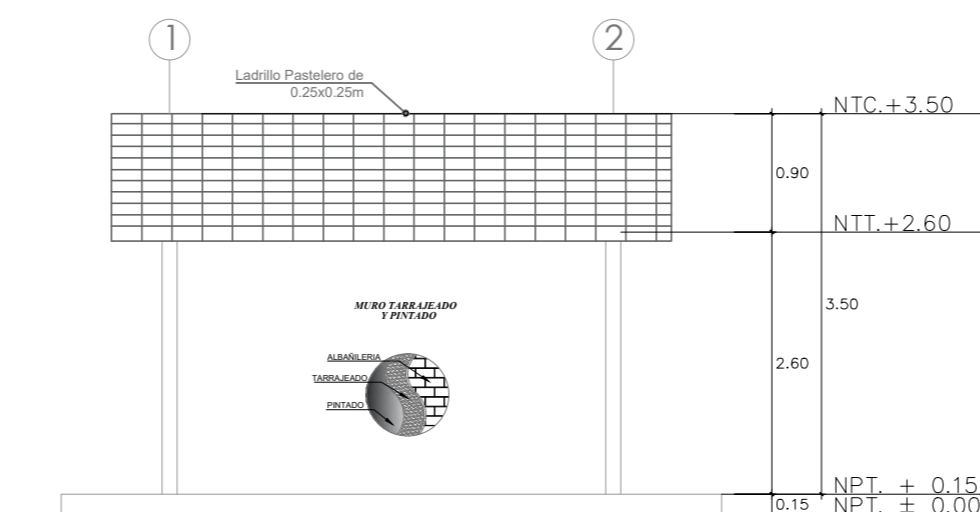 1
2
Ladrillo Pastelero de
0.25x0.25m
NTC.+3.50
0.90
NTT.+2.60
3.50
MURO TARRAJEADO
Y PINTADO
ALBAÑILERIA
TARRAJEADO
PINTADO
2.60
NPT. + 0.15
0.15
NPT. ± 0.00